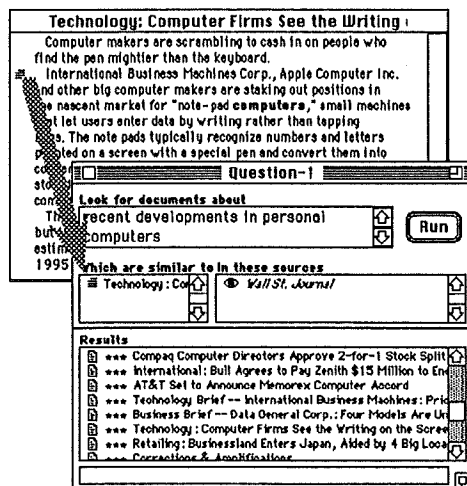 Technology: Computer Firms See the Writing
Computer makers are scrambling to cash in on people who
find the pen mightier than the keyboard.
International Business Machines Corp., Apple Computer Inc.
and other big computer makers are staking out positions in
nascent market for "note-pad computers," small machines
let users enter data by writing rather than tapping
The note pads typically recognize numbers and letters
on a screen with a special pen and convert them into
Question-1
Look for documents about
recent developments in personal
computers
Run
Which are similar to In these sources
Technology: Co
Wall St. Journal
Results
*** Compaq Computer Directors Approve 2-for-1 Stock Split
*** International: Bull Agrees to Pay Zenith $15 Million to En
*** AT&T Set to Announce Memorex Computer Accord
*** Technology Brief -- International Business Machines: Pric
*** Business Brief -- Data General Corp.: Four Models Are Un
*** Technology: Computer Firms See the Writing on the Scree
*** Retailing: Businessland Enters Japan, Aided by 4 Big Loca
*** Corrections & Amplifications
1995